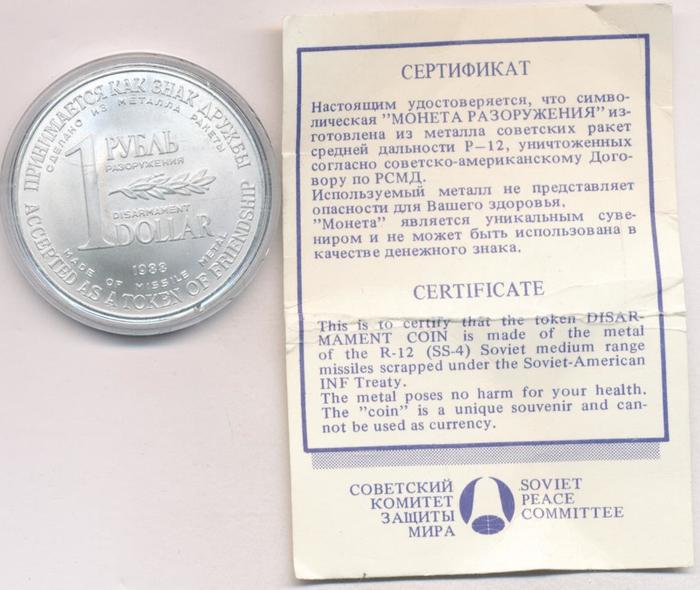 ПРИНИМАЕТСЯ КАК ЗНАК ДРУЖБЫ
СДЕЛАНО ИЗ МЕТАЛЛА РАКЕТЫ
1 РУБЛЬ
РАЗОРУЖЕНИЯ
DISARMAMENT
DOLLAR
1988
MADE OF MISSILE METAL
ACCEPTED AS A TOKEN OF FRIENDSHIP
СЕРТИФИКАТ
Настоящим удостоверяется, что симво-
лическая "МОНЕТА РАЗОРУЖЕНИЯ" из-
готовлена из металла советских ракет
средней дальности Р—12, уничтоженных
согласно советско-американскому Дого-
вору по РСМД.
Используемый металл не представляет
опасности для Вашего здоровья.
"Монета" является уникальным суве-
ниром и не может быть использована в
качестве денежного знака.
CERTIFICATE
This is to certify that the token DISAR-
MAMENT COIN is made of the metal
of the R-12 (SS-4) Soviet medium range
missiles scrapped under the Soviet-American
INF Treaty.
The metal poses no harm for your health.
The "coin" is a unique souvenir and can-
not be used as currency.
СОВЕТСКИЙ
КОМИТЕТ
ЗАЩИТЫ
МИРА
SOVIET
PEACE
COMMITTEE